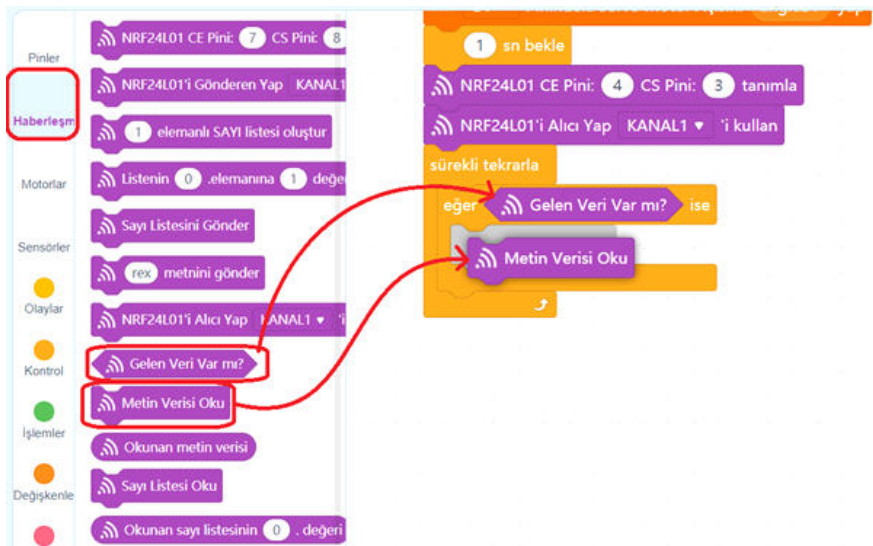 Pinler
Haberleşm
Motorlar
Sensörler
Olaylar
Kontrol
İşlemler
Değişkenle
NRF24L01 CE Pini: 7 CS Pini: 8
NRF24L01'i Gönderen Yap KANAL1
1 elemanlı SAYI listesi oluştur
Listenin 0 .elemanına 1 değe
Sayı Listesini Gönder
rex metnini gönder
NRF24L01'i Alıcı Yap KANAL1 'i
Gelen Veri Var mı?
Metin Verisi Oku
Okunan metin verisi
Sayı Listesi Oku
Okunan sayı listesinin 0 . değeri
yap
1 sn bekle
NRF24L01 CE Pini: 4 CS Pini: 3 tanımla
NRF24L01'i Alıcı Yap KANAL1 'i kullan
sürekli tekrarla
eğer Gelen Veri Var mı? ise
Metin Verisi Oku